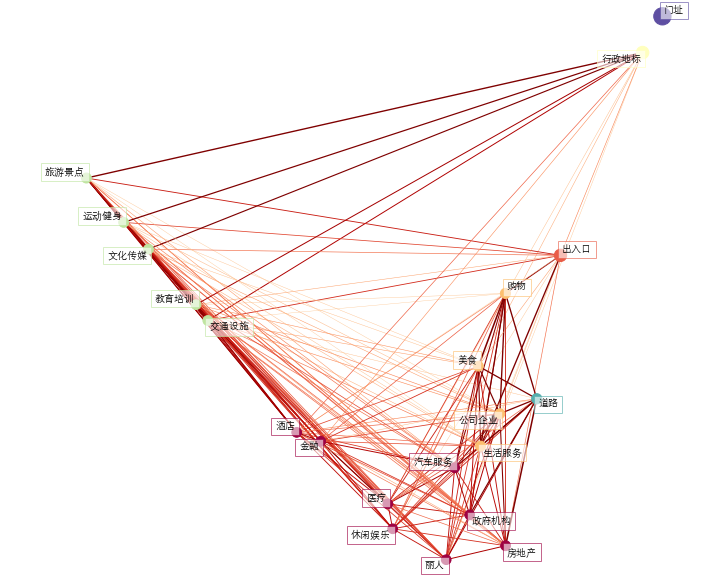 门址
行政地标
旅游景点
运动健身
出入口
文化传媒
购物
教育培训
交通设施
美食
道路
公司企业
酒店
金融
生活服务
汽车服务
医疗
政府机构
休闲娱乐
房地产
丽人